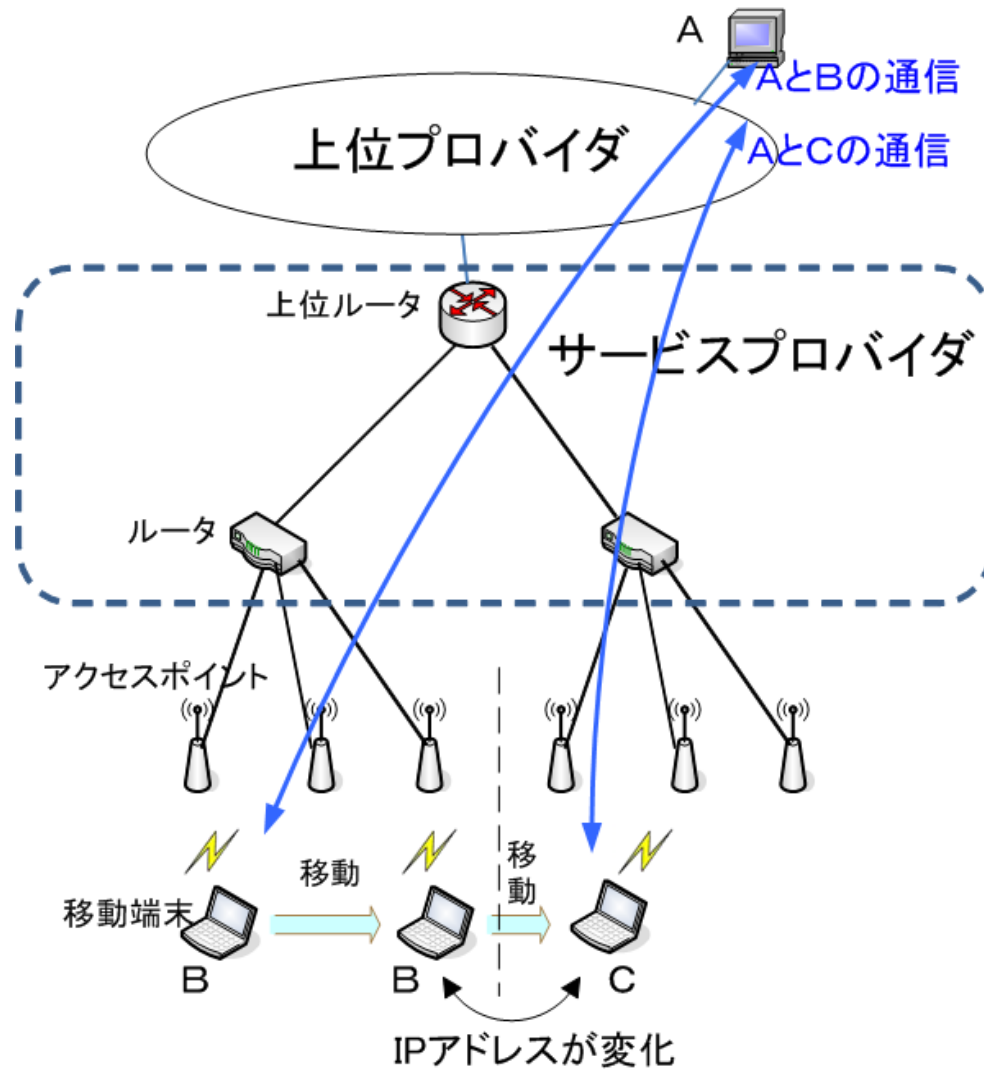 A
AとBの通信
上位プロバイダ
AとCの通信
上位ルータ
サービスプロバイダ
ルータ
アクセスポイント
移動
移
動
移動端末
B
B
C
IPアドレスが変化